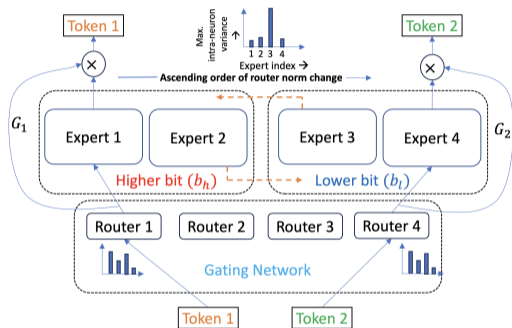 Token 1
Max.
intra-neuron
variance
1 2 3 4
Expert index
Token 2
×
×
Ascending order of router norm change
G1
G2
Expert 1
Expert 2
Expert 3
Expert 4
Higher bit (bh)
Lower bit (bl)
Router 1
Router 2
Router 3
Router 4
Gating Network
Token 1
Token 2